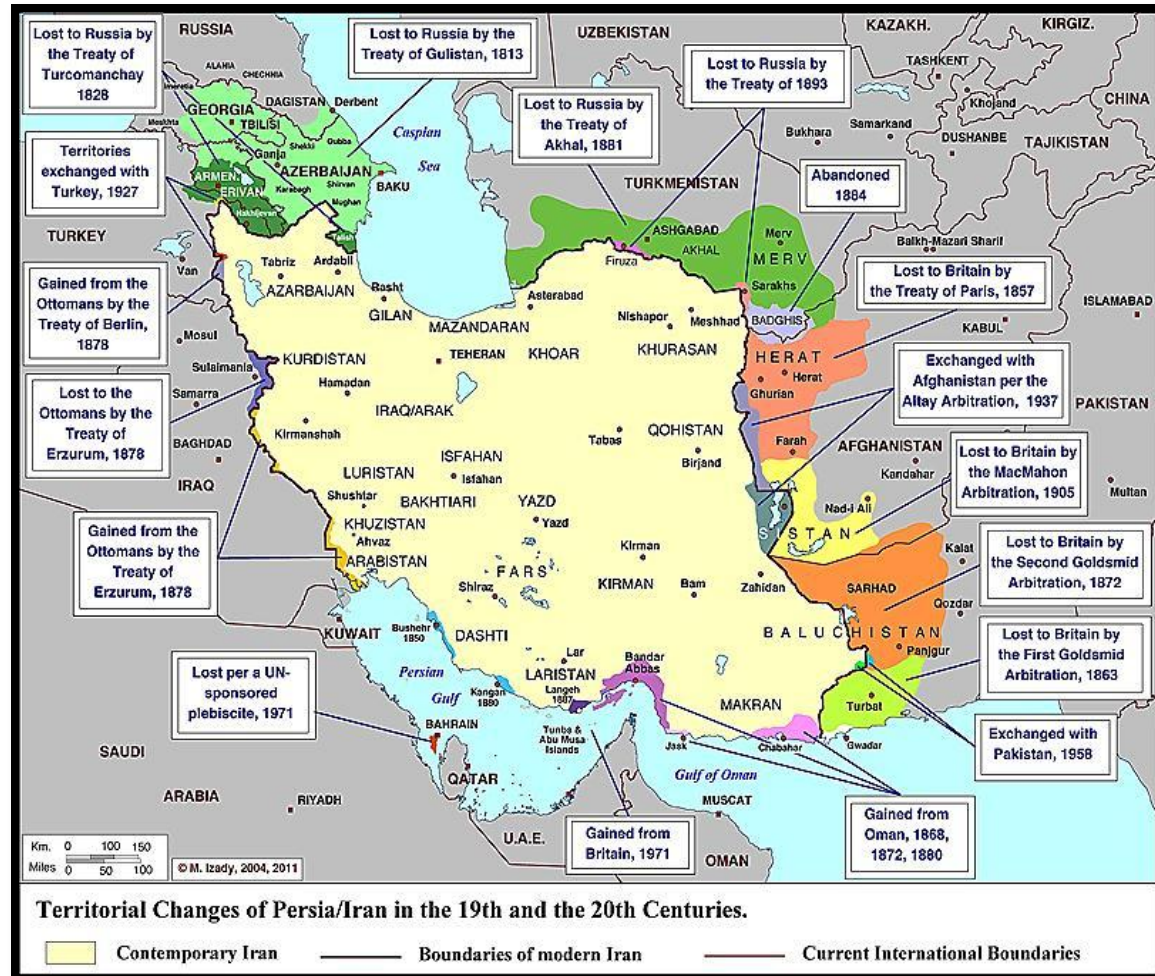 Lost to Russia by
the Treaty of
Turcomanchay
1828
RUSSIA
Lost to Russia by the
Treaty of Gulistan, 1813
UZBEKISTAN
Lost to Russia by
the Treaty of 1893
KAZAKH.
KIRGIZ.
ALAHIA
CHECHHIA
Imeretia
DAGISTAN
Derbent
GEORGIA
TBILISI
Meskhta
Lost to Russia by
the Treaty of
Akhal, 1881
TASHKENT
Khojand
CHINA
Bukhara
Samarkand
DUSHANBE
TAJIKISTAN
Territories
exchanged with
Turkey, 1927
Shekki
Qubba
Ganja
AZERBAIJAN
Karabagh
Shirvan
Mughan
BAKU
Caspian
Sea
ARMEN.
ERIVAN
Nakhijevan
Talish
TURKMENISTAN
Abandoned
1884
TURKEY
Van
ASHGABAD
AKHAL
Firuza
Merv
MERV
Balkh-Mazari Sharif
Tabriz
Ardabil
AZARBAIJAN
Rasht
GILAN
Asterabad
MAZANDARAN
Sarakhs
BADGHIS
Lost to Britain by
the Treaty of Paris, 1857
ISLAMABAD
KABUL
Gained from the
Ottomans by the
Treaty of Berlin,
1878
Mosul
Nishapor
Meshhad
KHURASAN
KHOAR
TEHERAN
HERAT
Herat
Ghurian
Exchanged with
Afghanistan per the
Altay Arbitration, 1937
Sulaimania
KURDISTAN
Hamadan
Samarra
Lost to the
Ottomans by the
Treaty of
Erzurum, 1878
IRAQ/ARAK
Kirmanshah
BAGHDAD
IRAQ
Tabas
QOHISTAN
Birjand
Farah
AFGHANISTAN
Kandahar
PAKISTAN
ISFAHAN
Isfahan
LURISTAN
Shushtar
BAKHTIARI
YAZD
Yazd
Lost to Britain by
the MacMahon
Arbitration, 1905
Multan
Nad-i Ali
SISTAN
KHUZISTAN
Ahvaz
ARABISTAN
Gained from the
Ottomans by the
Treaty of
Erzurum, 1878
FARS
Shiraz
Kirman
KIRMAN
Bam
Zahidan
Lost to Britain by
the Second Goldsmid
Arbitration, 1872
Kalat
SARHAD
Qozdar
KUWAIT
Bushehr
1850
DASHTI
BALUCHISTAN
Panjgur
Lost to Britain by
the First Goldsmid
Arbitration, 1863
Lost per a UN-
sponsored
plebiscite, 1971
Persian
Gulf
Lar
LARISTAN
Bandar
Abbas
Kangan
1880
Langeh
1887
MAKRAN
Turbat
BAHRAIN
Tunbs &
Abu Musa
Islands
Jask
Chabahar
Gwadar
Exchanged with
Pakistan, 1958
SAUDI
ARABIA
QATAR
Gulf of Oman
RIYADH
MUSCAT
U.A.E.
OMAN
Gained from
Britain, 1971
Gained from
Oman, 1868,
1872, 1880
Km. 0 50 100 150
Miles 0 50 100
© M. Izady, 2004, 2011
Territorial Changes of Persia/Iran in the 19th and the 20th Centuries.
Contemporary Iran
Boundaries of modern Iran
Current International Boundaries